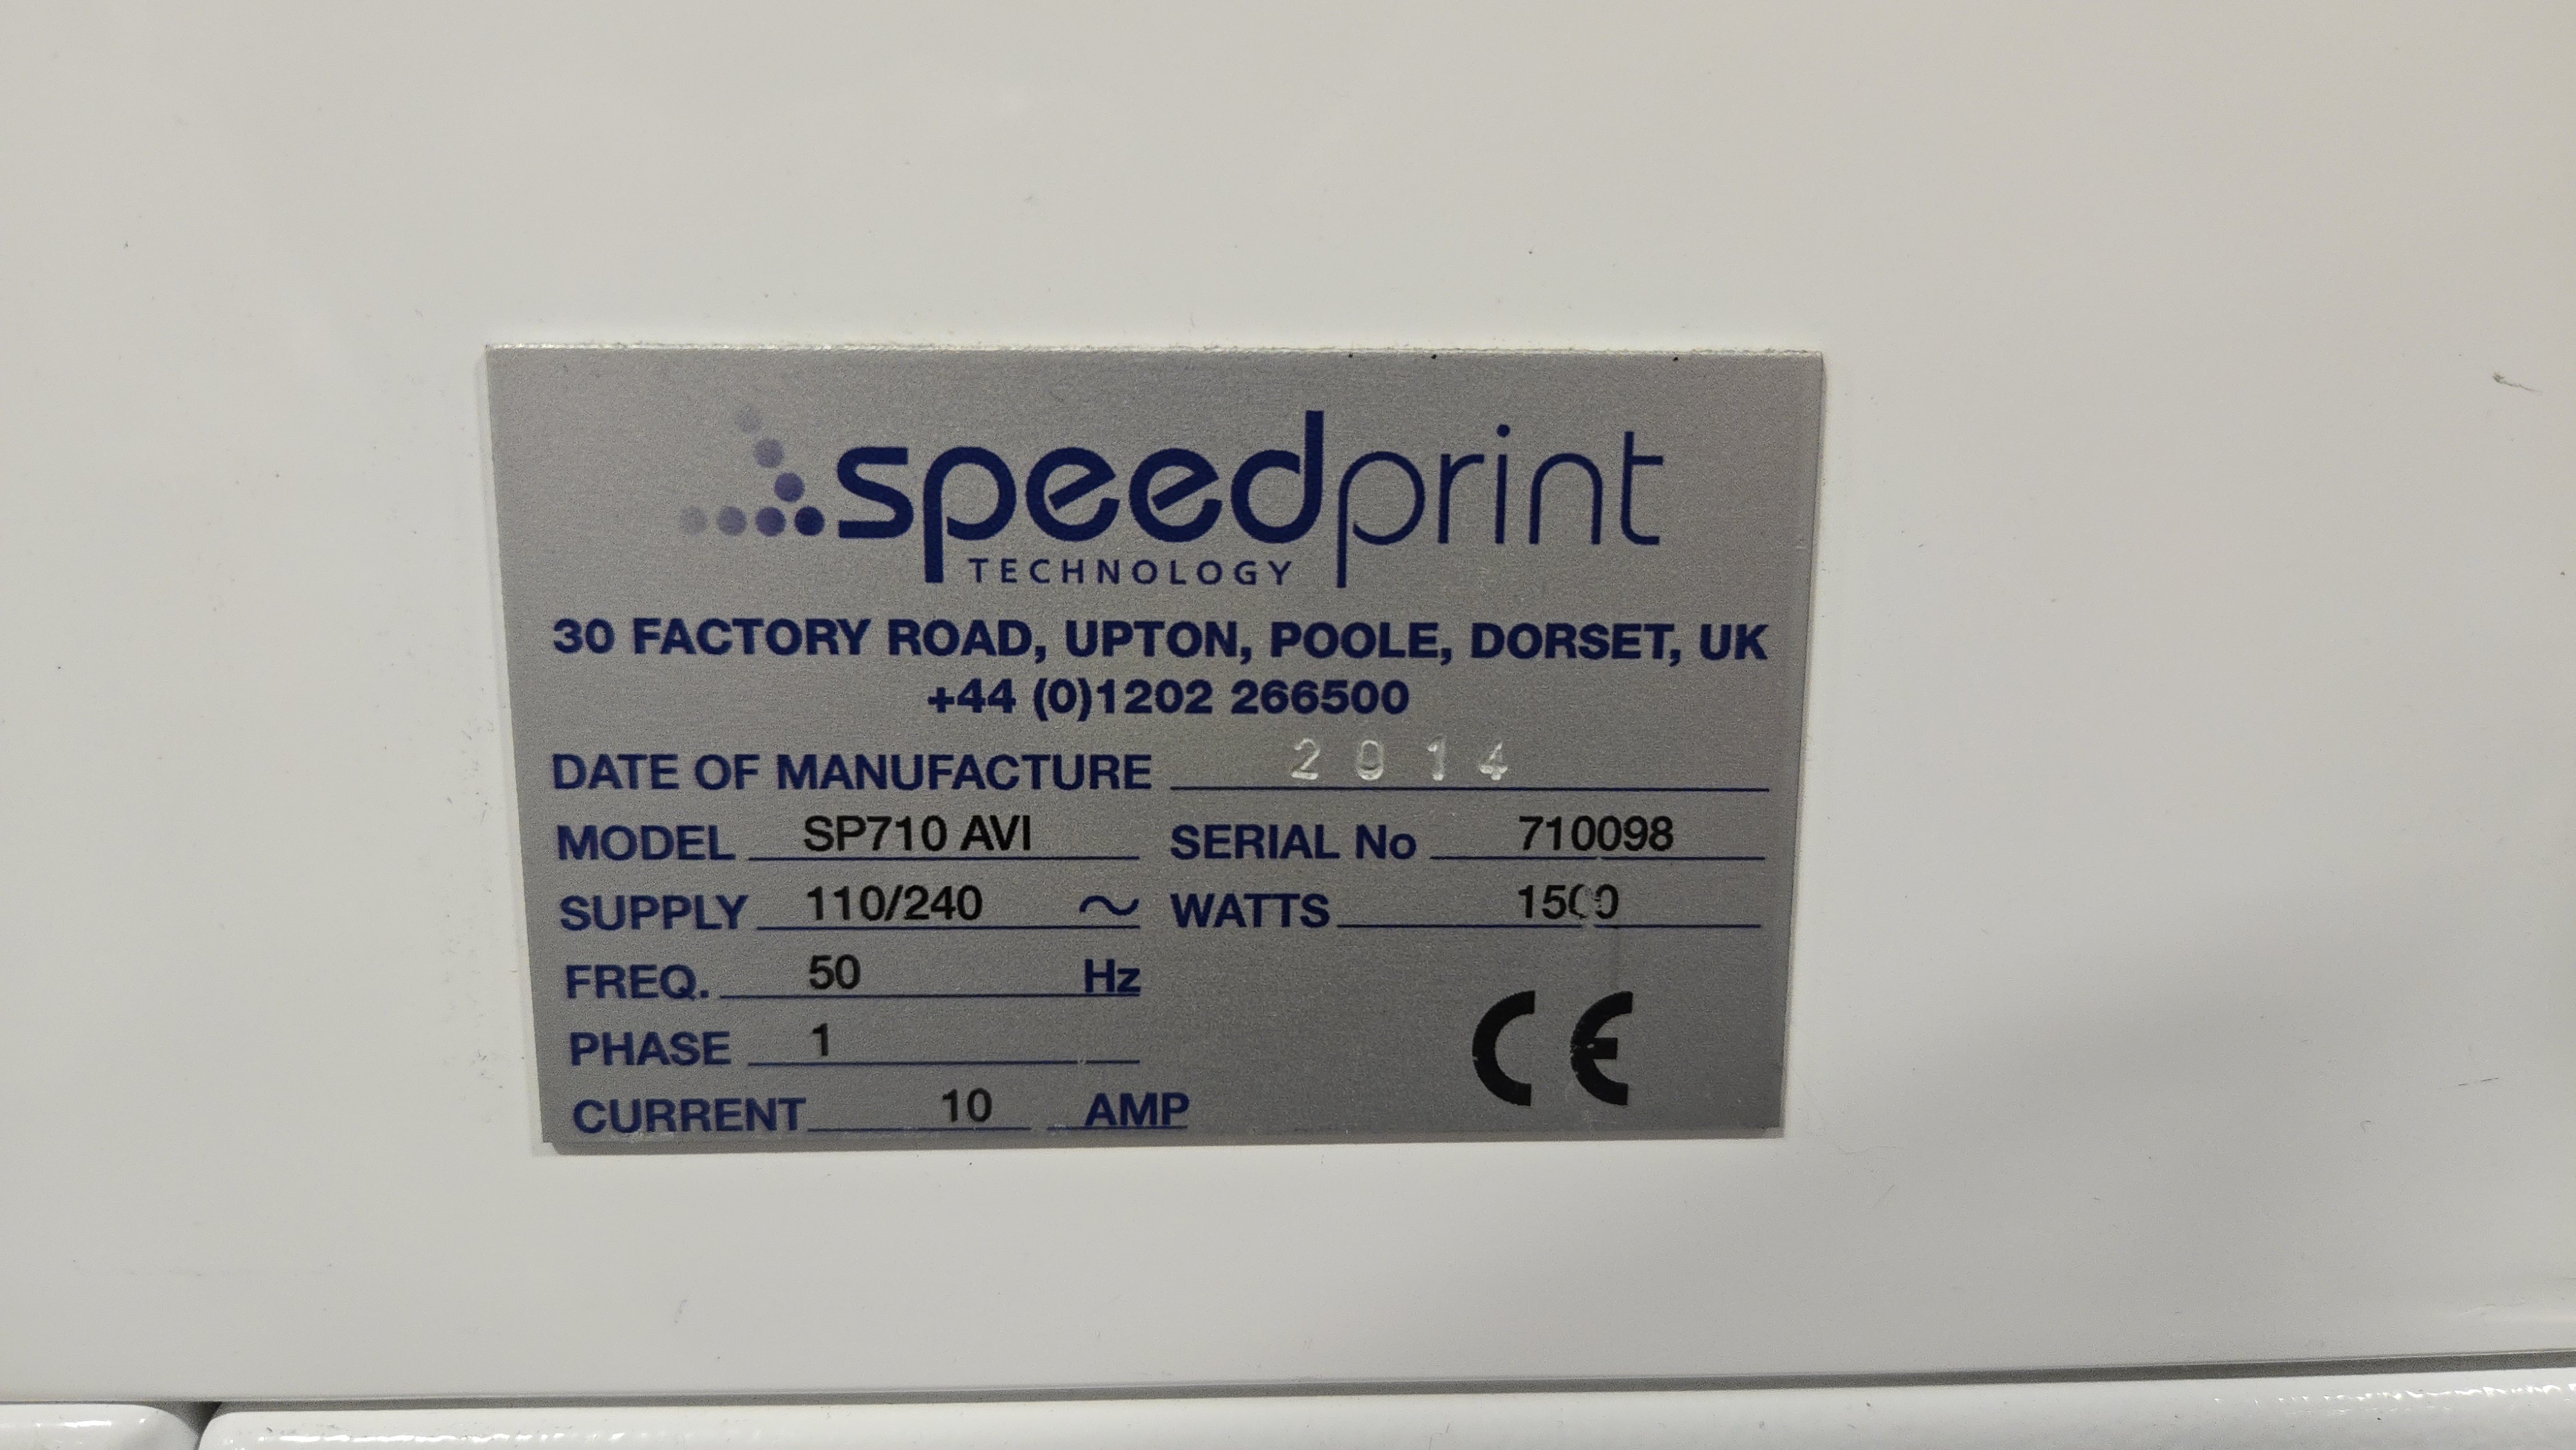 speedprint
TECHNOLOGY
30 FACTORY ROAD, UPTON, POOLE, DORSET, UK
+44 (0)1202 266500
DATE OF MANUFACTURE 2014
MODEL SP710 AVI SERIAL No 710098
SUPPLY 110/240 ~ WATTS 1500
FREQ. 50 Hz
PHASE 1
CURRENT 10 AMP
CE